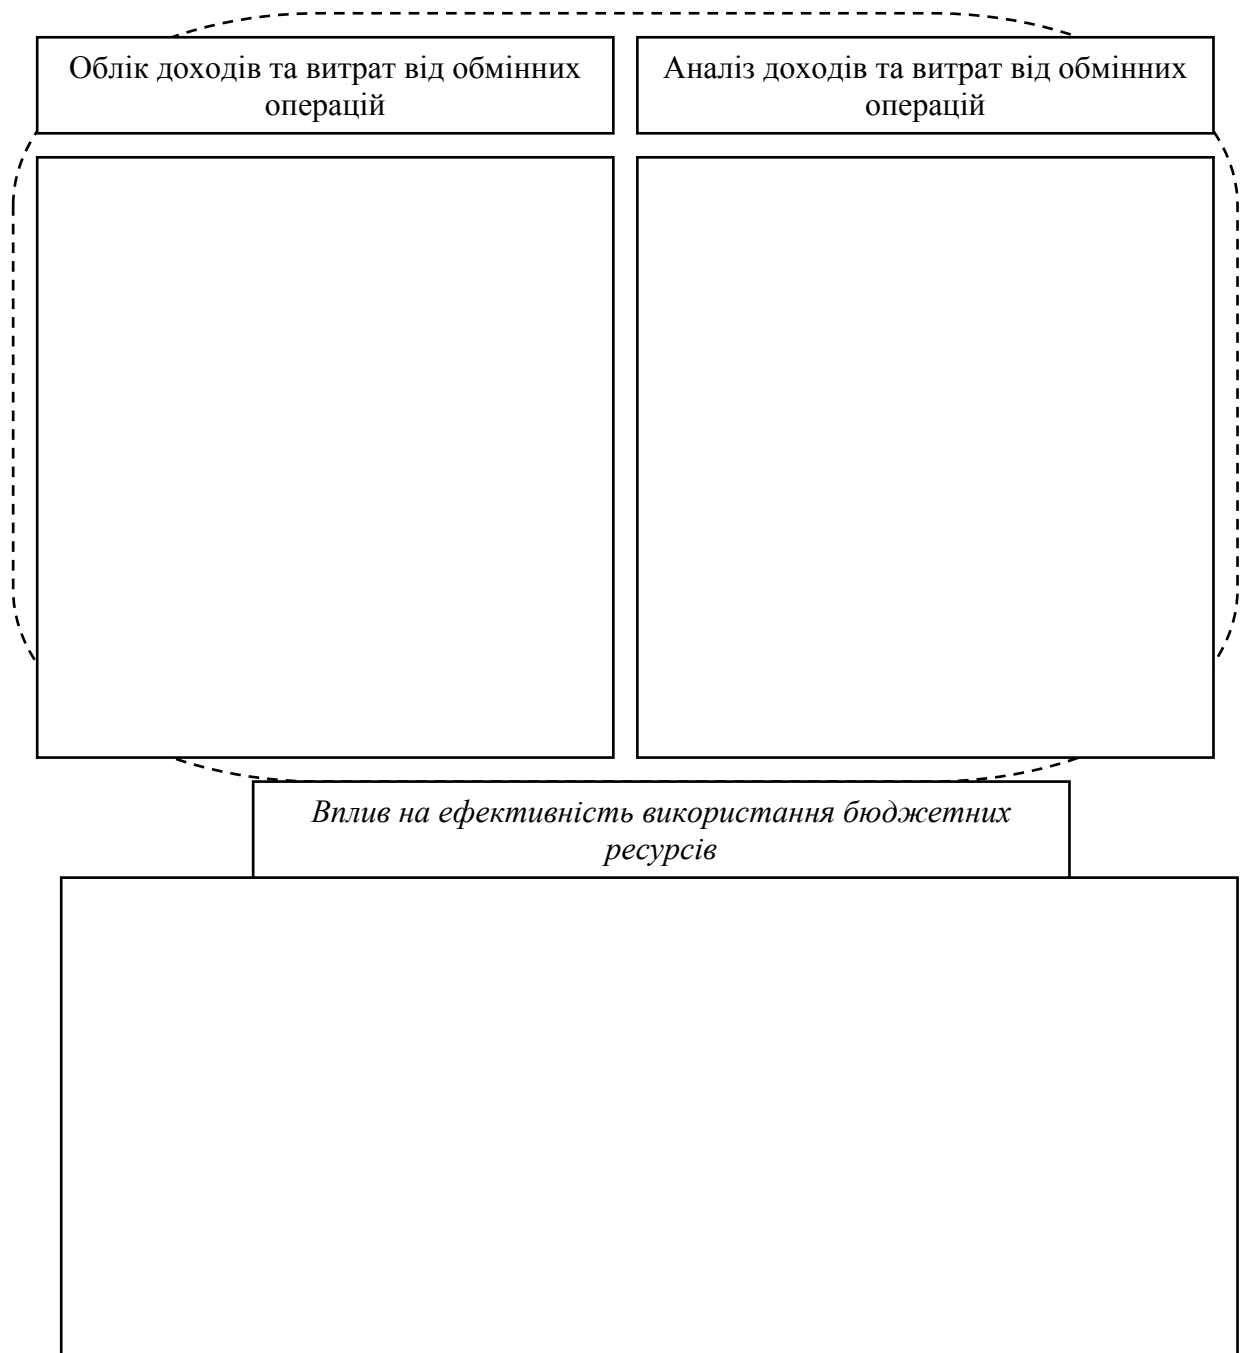 Облік доходів та витрат від обмінних
операцій
Аналіз доходів та витрат від обмінних
операцій
Вплив на ефективність використання бюджетних
ресурсів